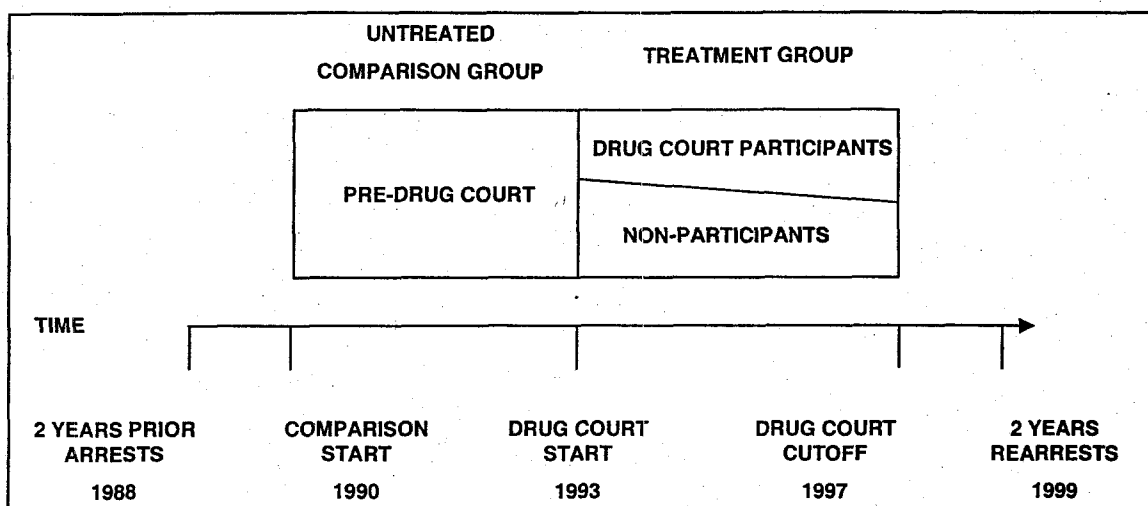 UNTREATED
COMPARISON GROUP
TREATMENT GROUP
PRE-DRUG COURT
DRUG COURT PARTICIPANTS
NON-PARTICIPANTS
TIME
2 YEARS PRIOR
ARRESTS
1988
COMPARISON
START
1990
DRUG COURT
START
1993
DRUG COURT
CUTOFF
1997
2 YEARS
REARRESTS
1999